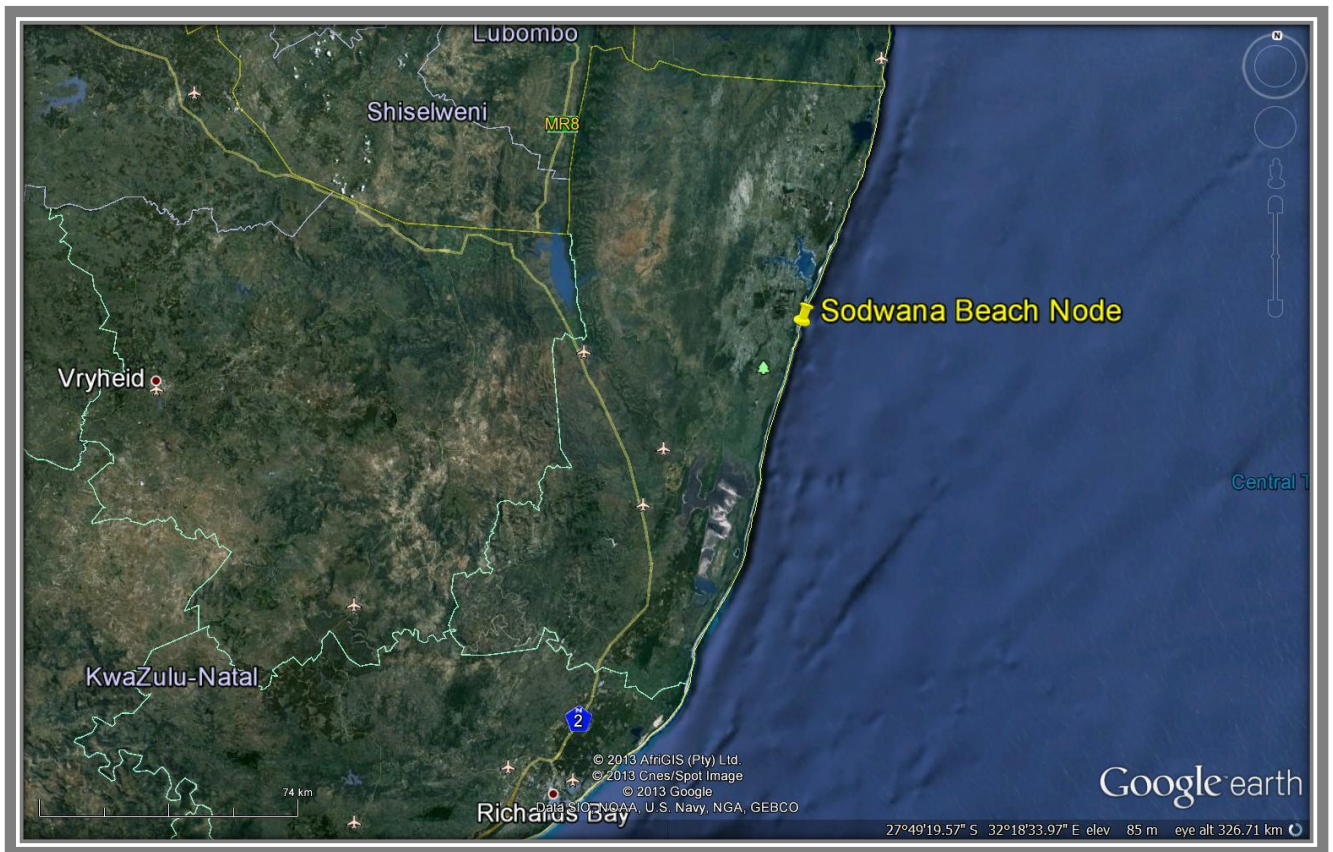 Lubombo
N
Shiselweni
MR8
Sodwana Beach Node
Vryheid
Central T
KwaZulu-Natal
N
2
© 2013 AfriGIS (Pty) Ltd.
© 2013 Cnes/Spot Image
© 2013 Google
Data SIO, NOAA, U.S. Navy, NGA, GEBCO
74 km
Richards Bay
Google earth
27°49'19.57" S 32°18'33.97" E elev 85 m eye alt 326.71 km